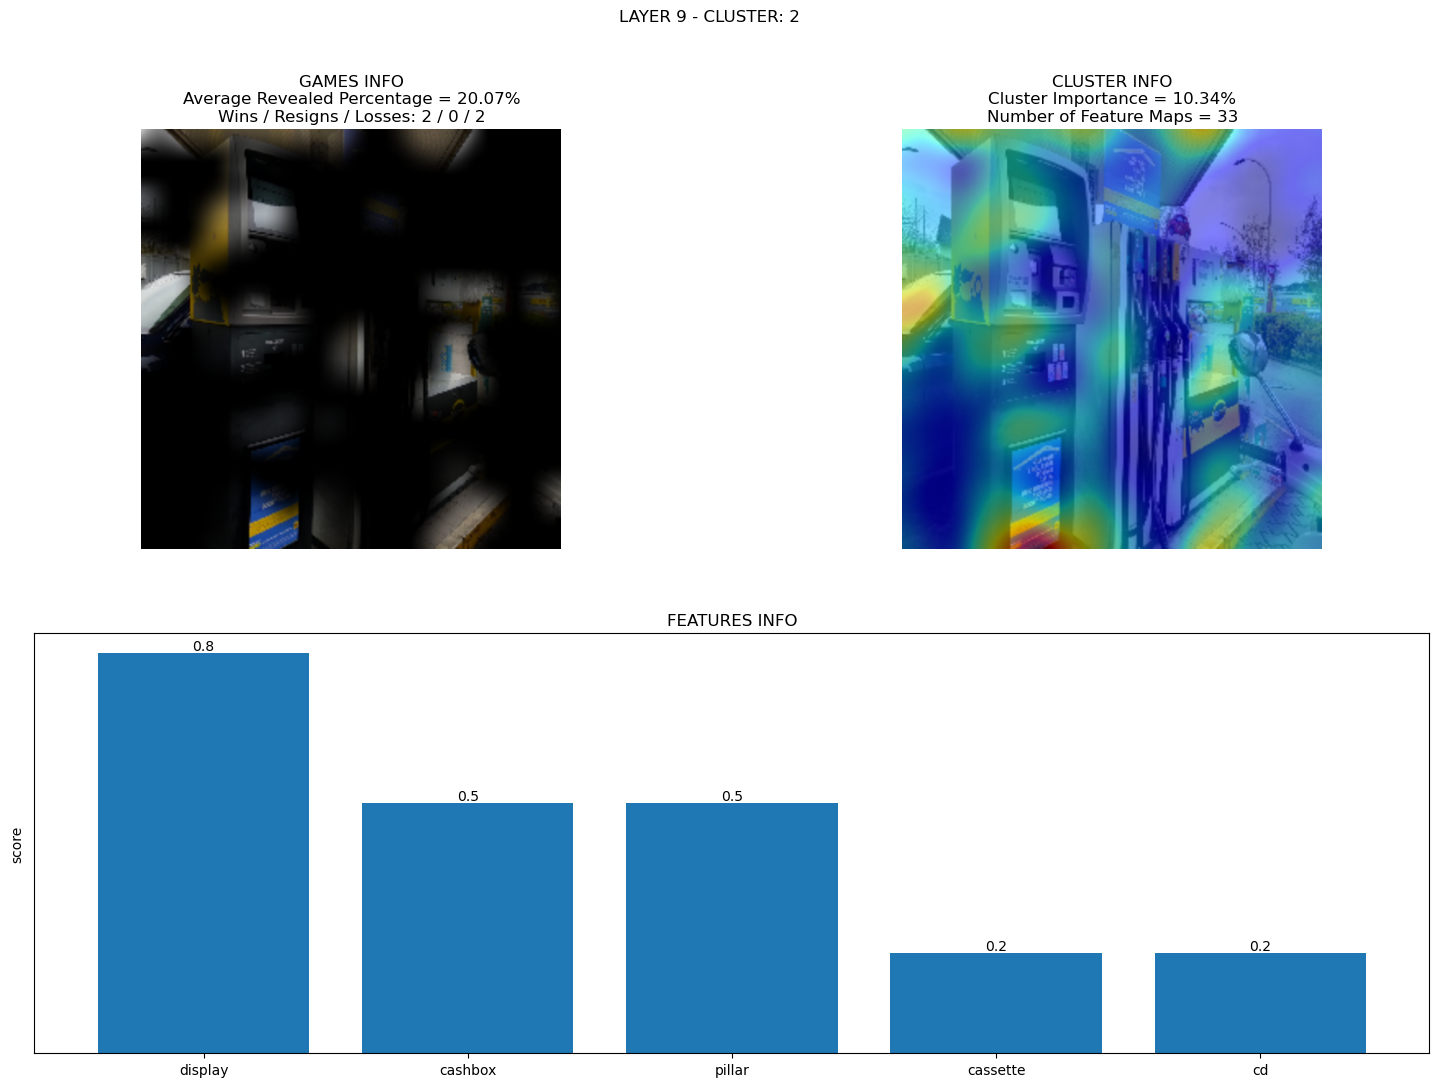 LAYER 9 - CLUSTER: 2
GAMES INFO
Average Revealed Percentage = 20.07%
Wins / Resigns / Losses: 2 / 0 / 2
CLUSTER INFO
Cluster Importance = 10.34%
Number of Feature Maps = 33
FEATURES INFO
score
0.8
0.5
0.5
0.2
0.2
display
cashbox
pillar
cassette
cd